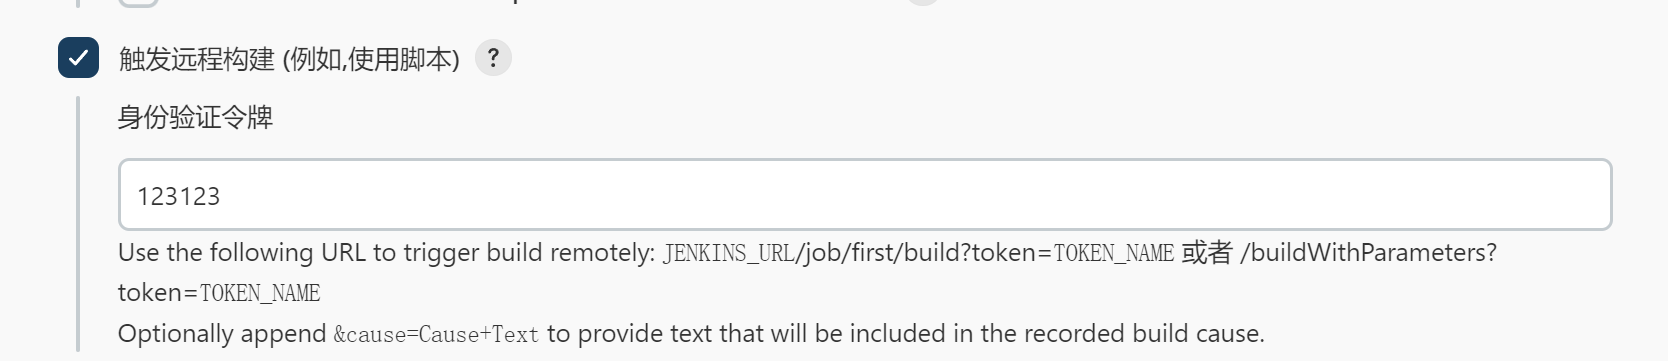 触发远程构建 (例如,使用脚本) ?
身份验证令牌
123123
Use the following URL to trigger build remotely: JENKINS_URL/job/first/build?token=TOKEN_NAME 或者 /buildWithParameters?
token=TOKEN_NAME
Optionally append &cause=Cause+Text to provide text that will be included in the recorded build cause.